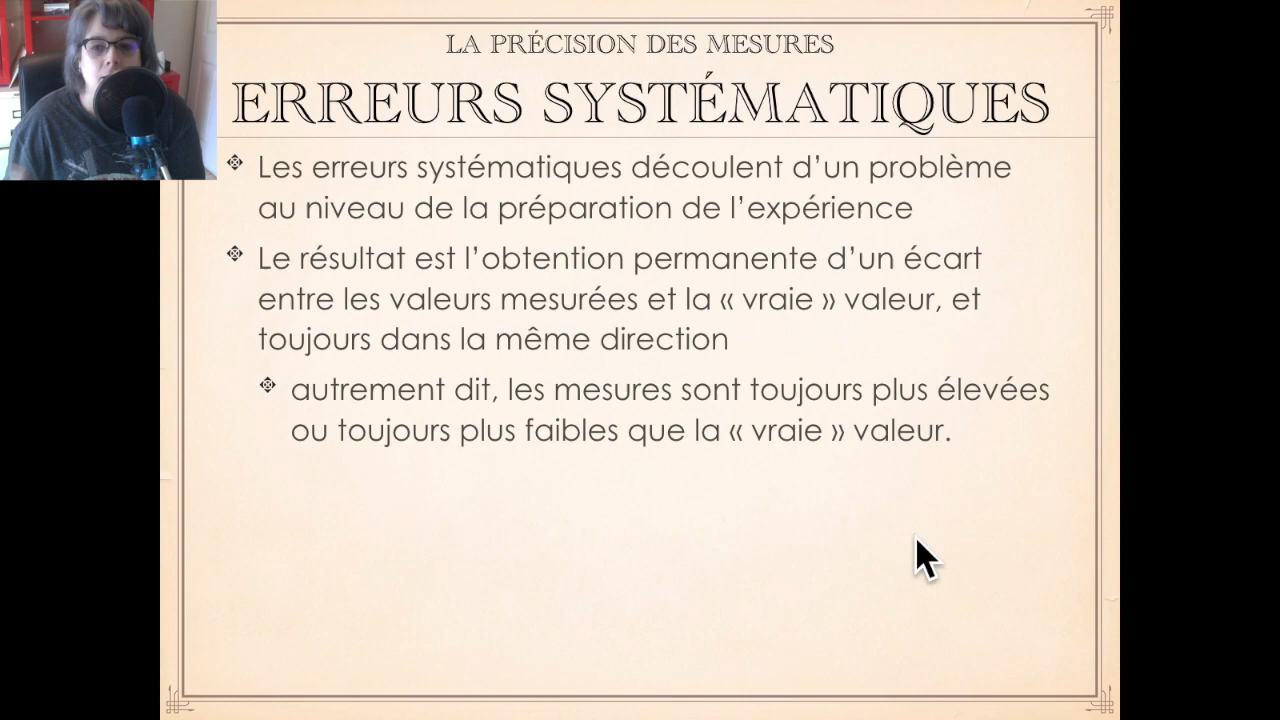 LA PRÉCISION DES MESURES
ERREURS SYSTÉMATIQUES
Les erreurs systématiques découlent d’un problème
au niveau de la préparation de l’expérience
Le résultat est l’obtention permanente d’un écart
entre les valeurs mesurées et la « vraie » valeur, et
toujours dans la même direction
autrement dit, les mesures sont toujours plus élevées
ou toujours plus faibles que la « vraie » valeur.